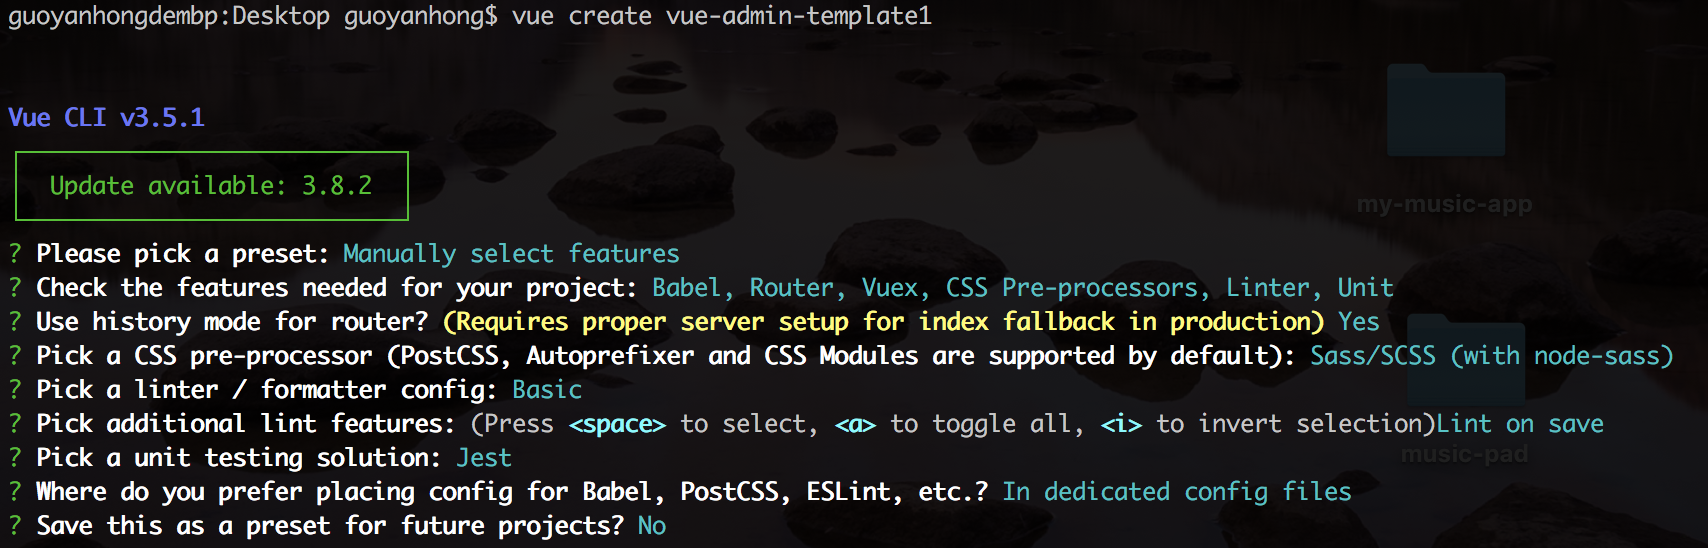 guoyanhongdembp:Desktop guoyanhong$ vue create vue-admin-template1
Vue CLI v3.5.1
Update available: 3.8.2
my-music-app
? Please pick a preset: Manually select features
? Check the features needed for your project: Babel, Router, Vuex, CSS Pre-processors, Linter, Unit
? Use history mode for router? (Requires proper server setup for index fallback in production) Yes
? Pick a CSS pre-processor (PostCSS, Autoprefixer and CSS Modules are supported by default): Sass/SCSS (with node-sass)
? Pick a linter / formatter config: Basic
? Pick additional lint features: (Press <space> to select, <a> to toggle all, <i> to invert selection)Lint on save
? Pick a unit testing solution: Jest
music-pad
? Where do you prefer placing config for Babel, PostCSS, ESLint, etc.? In dedicated config files
? Save this as a preset for future projects? No